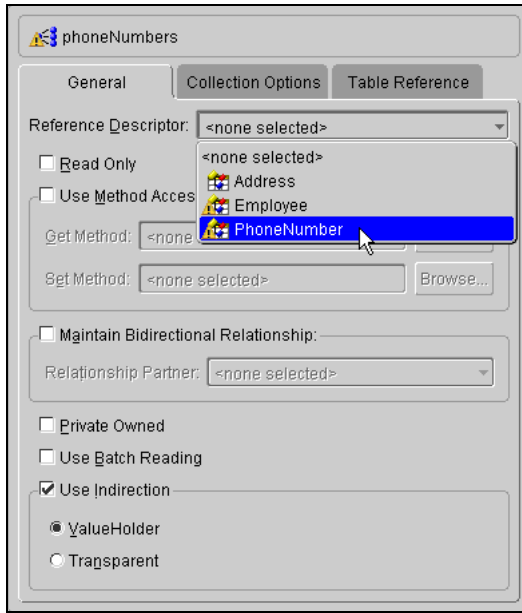 phoneNumbers
General Collection Options Table Reference
Reference Descriptor: <none selected>
<none selected>
Read Only
Address
Use Method Acces
Employee
Get Method: <none
PhoneNumber
Set Method: <none selected> Browse...
Maintain Bidirectional Relationship:
Relationship Partner: <none selected>
Private Owned
Use Batch Reading
Use Indirection
ValueHolder
Transparent